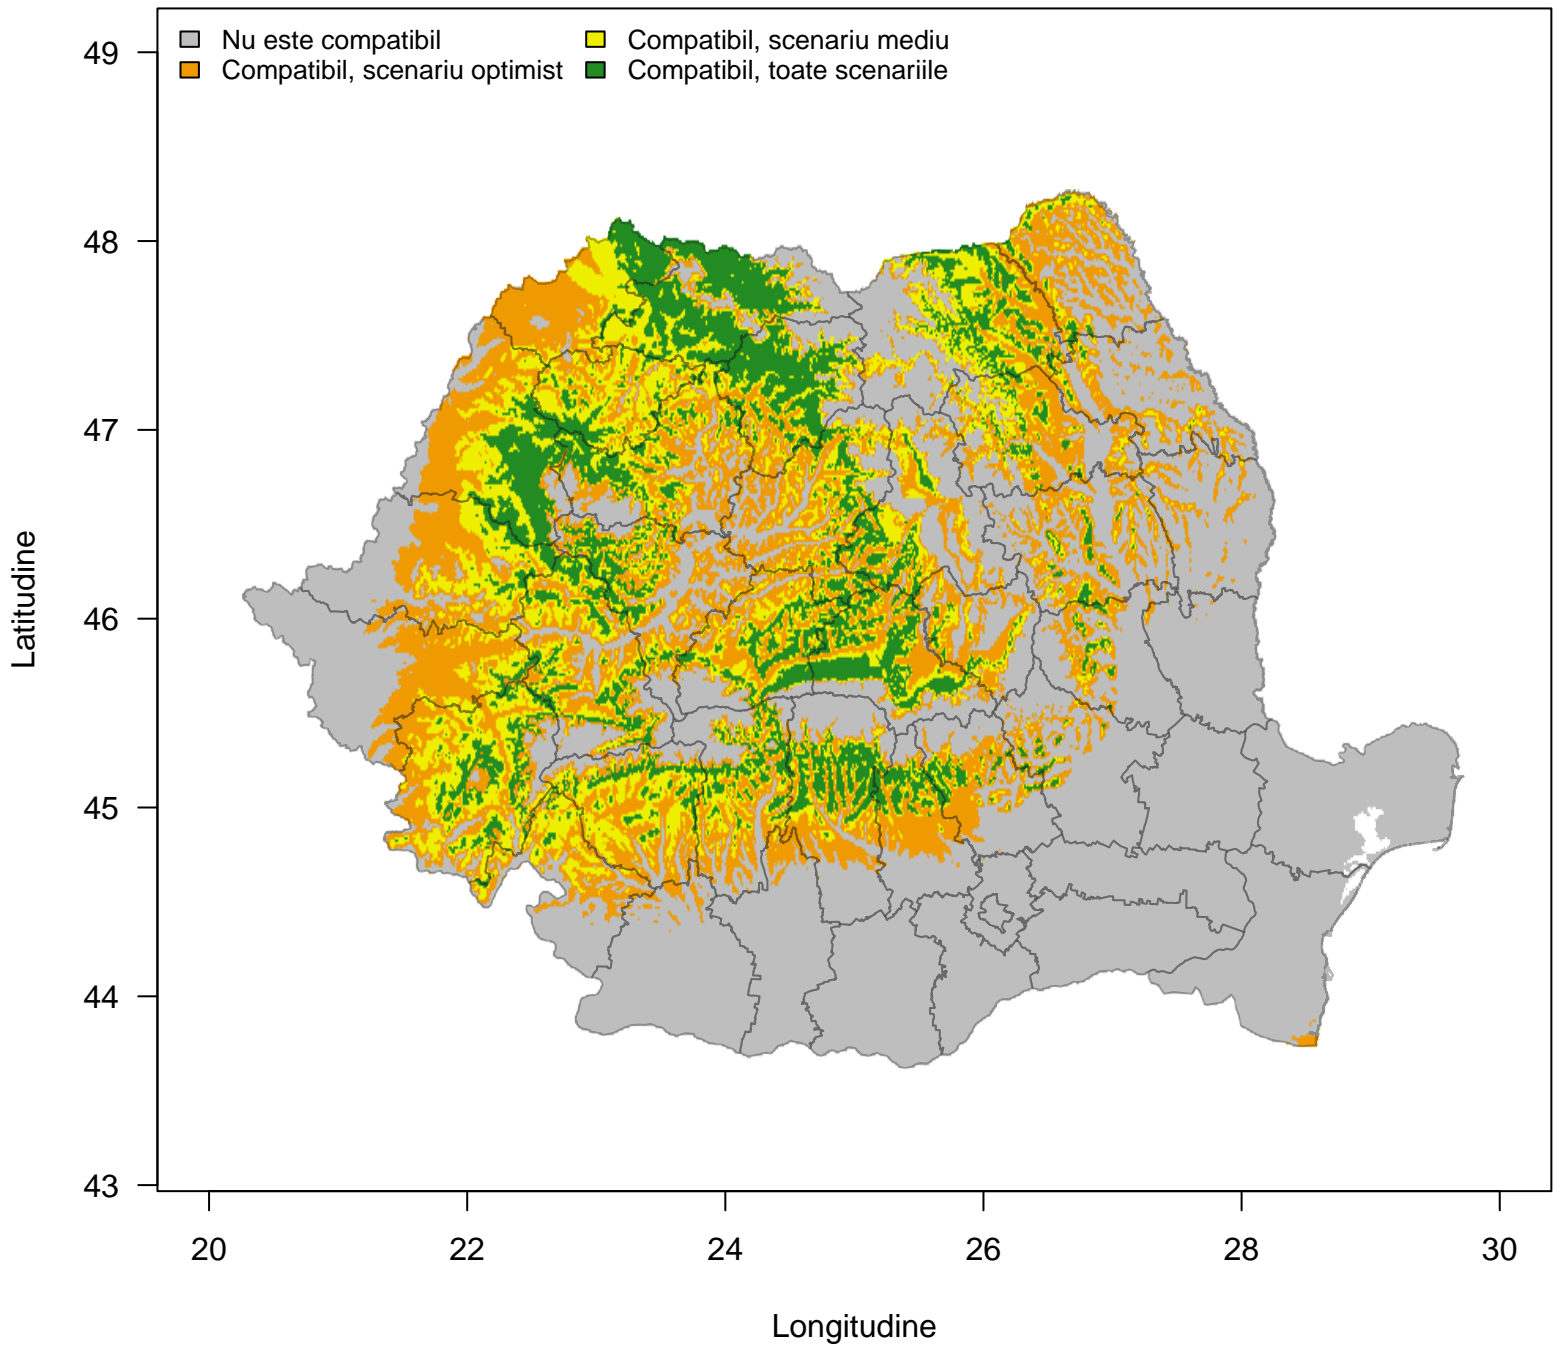 Nu este compatibil
Compatibil, scenariu optimist
Compatibil, scenariu mediu
Compatibil, toate scenariile
49
48
47
46
45
44
43
Latitudine
20 22 24 26 28 30
Longitudine